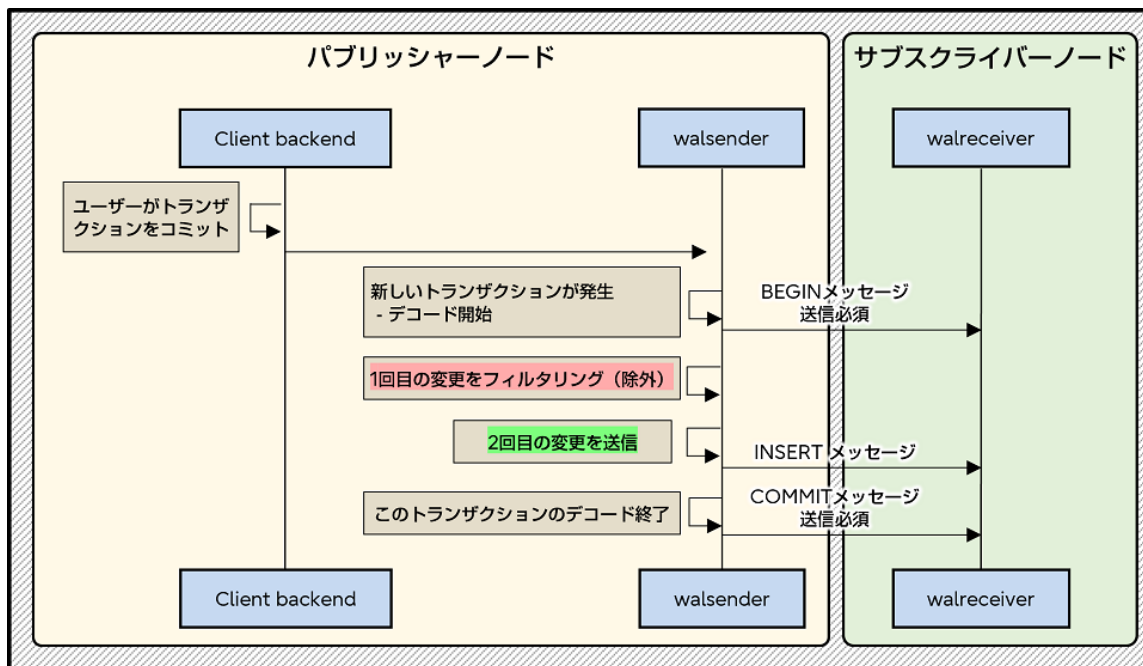 パブリッシャーノード
サブスクライバーノード
Client backend
walsender
walreceiver
ユーザーがトランザ
クションをコミット
新しいトランザクションが発生
- デコード開始
BEGINメッセージ
送信必須
1回目の変更をフィルタリング（除外）
2回目の変更を送信
INSERT メッセージ
このトランザクションのデコード終了
COMMITメッセージ
送信必須
Client backend
walsender
walreceiver